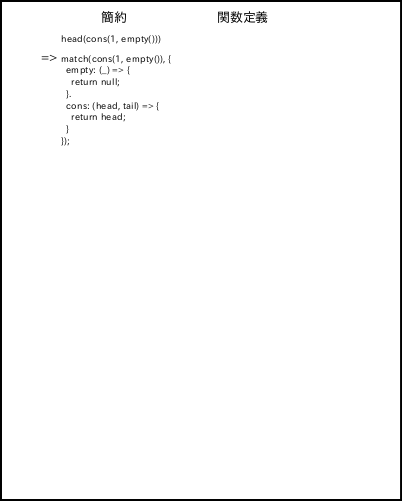 簡約 関数定義
head(cons(1, empty()))
=> match(cons(1, empty()), {
empty: (_) => {
return null;
}.
cons: (head, tail) => {
return head;
}
});